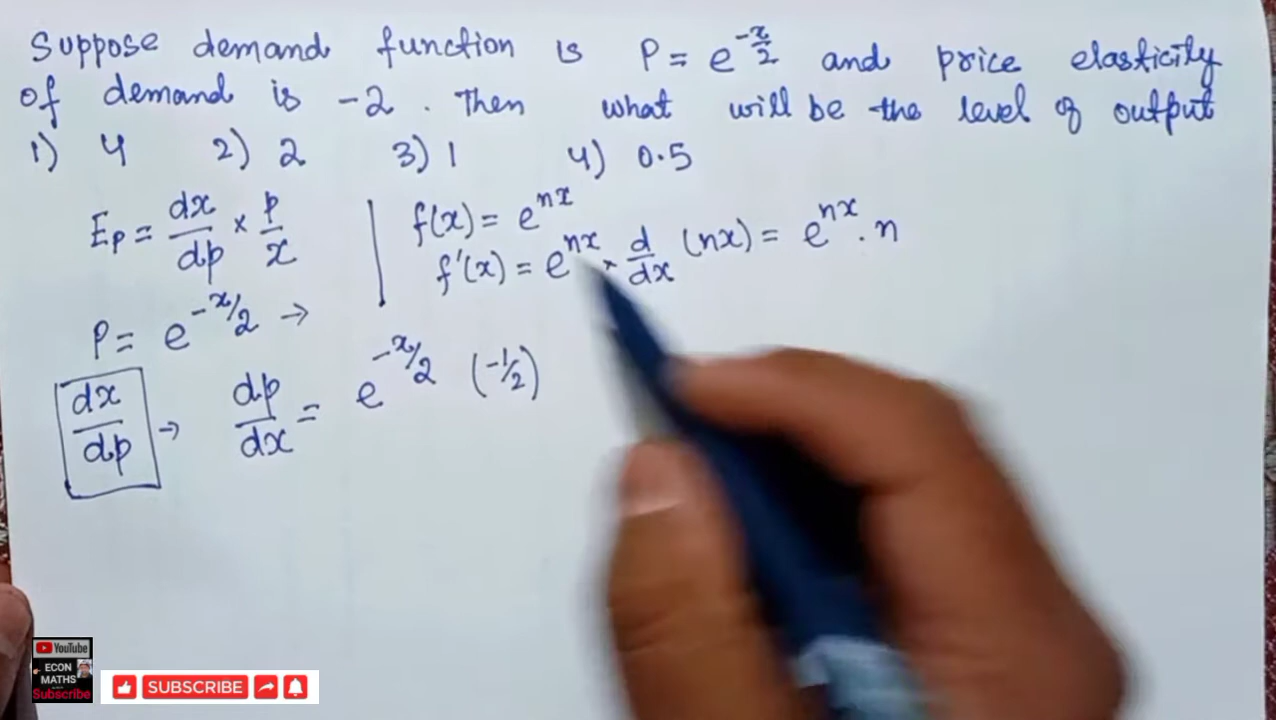 Suppose demand function is P = e^{-x/2} and price elasticity
of demand is -2. Then what will be the level of output
1) 4 2) 2 3) 1 4) 0.5
Ep = dx/dp × p/x
f(x) = e^{nx}
f'(x) = e^{nx} × d/dx (nx) = e^{nx} . n
P = e^{-x/2} →
dx/dp → dp/dx = e^{-x/2} (-1/2)
YouTube
ECON
MATHS
Subscribe
SUBSCRIBE